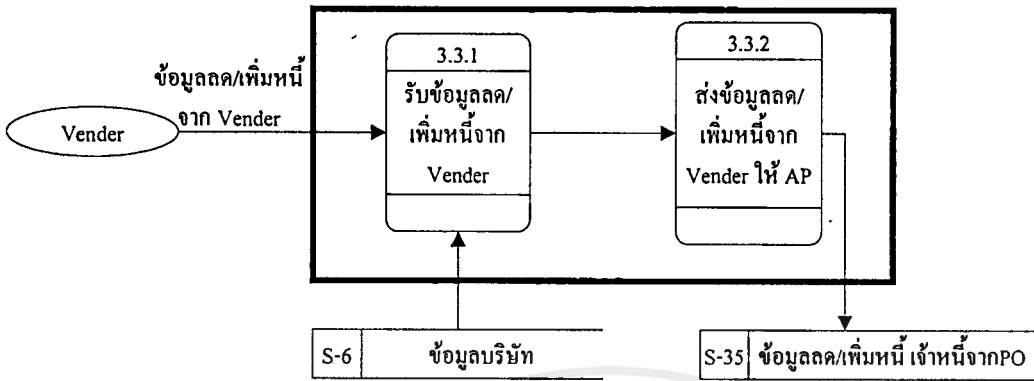 ข้อมูลลด/เพิ่มหนี้
จาก Vender
Vender
3.3.1
รับข้อมูลลด/
เพิ่มหนี้จาก
Vender
3.3.2
ส่งข้อมูลลด/
เพิ่มหนี้จาก
Vender ให้ AP
S-6 ข้อมูลบริษัท
S-35 ข้อมูลลด/เพิ่มหนี้ เจ้าหนี้จากPO